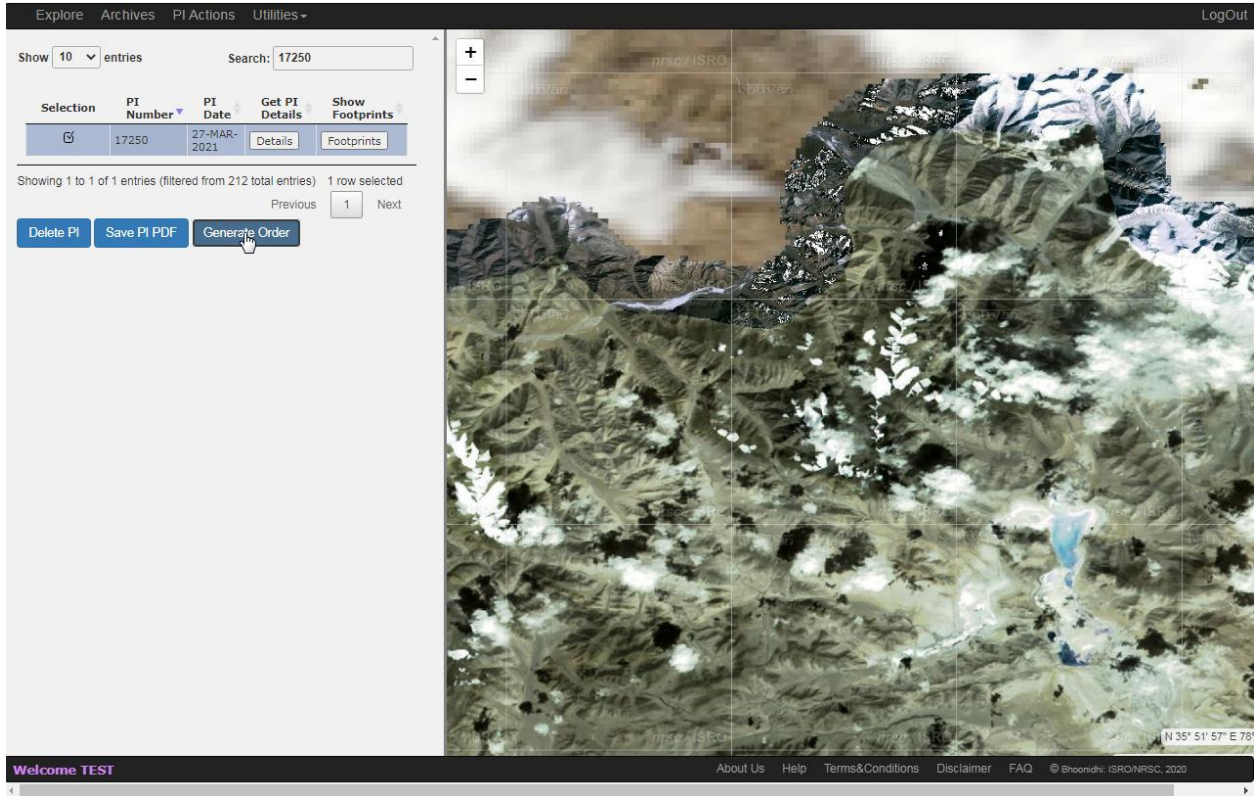 Explore Archives PI Actions Utilities LogOut
Show 10 entries Search: 17250
Selection PI Number PI Date Get PI Details Show Footprints
17250 27-MAR-2021 Details Footprints
Showing 1 to 1 of 1 entries (filtered from 212 total entries) 1 row selected
Previous 1 Next
Delete PI Save PI PDF Generate Order
+
−
nrsc / ISRO
bhuvan
N 35° 51' 57" E 78°
Welcome TEST About Us Help Terms&Conditions Disclaimer FAQ © Bhoonidhi: ISRO/NRSC, 2020